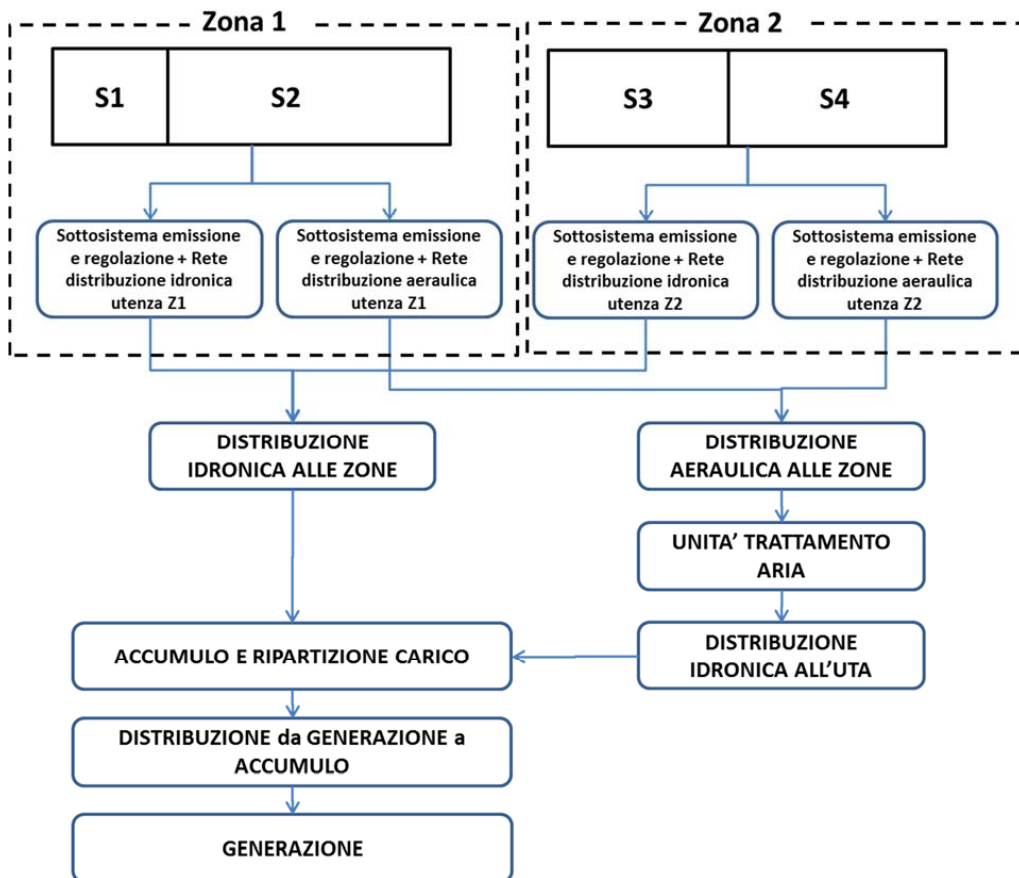 Zona 1
Zona 2
S1
S2
S3
S4
Sottosistema emissione
e regolazione + Rete
distribuzione idronica
utenza Z1
Sottosistema emissione
e regolazione + Rete
distribuzione aeraulica
utenza Z1
Sottosistema emissione
e regolazione + Rete
distribuzione idronica
utenza Z2
Sottosistema emissione
e regolazione + Rete
distribuzione aeraulica
utenza Z2
DISTRIBUZIONE
IDRONICA ALLE ZONE
DISTRIBUZIONE
AERAULICA ALLE ZONE
UNITA’ TRATTAMENTO
ARIA
ACCUMULO E RIPARTIZIONE CARICO
DISTRIBUZIONE
IDRONICA ALL’UTA
DISTRIBUZIONE da GENERAZIONE a
ACCUMULO
GENERAZIONE